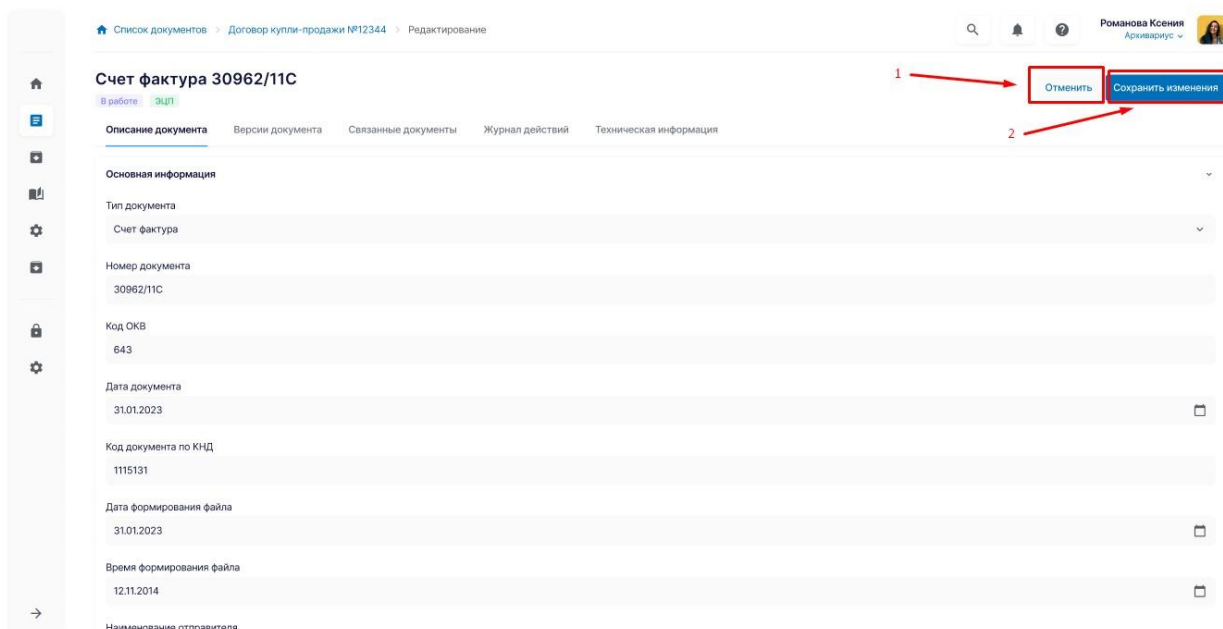 Список документов > Договор купли-продажи №12344 > Редактирование
Романова Ксения
Архивариус
Счет фактура 30962/11С
1
Отменить
Сохранить изменения
В работе ЭЦП
2
Описание документа Версии документа Связанные документы Журнал действий Техническая информация
Основная информация
Тип документа
Счет фактура
Номер документа
30962/11С
Код ОКВ
643
Дата документа
31.01.2023
Код документа по КНД
1115131
Дата формирования файла
31.01.2023
Время формирования файла
12.11.2014
Наименование отправителя